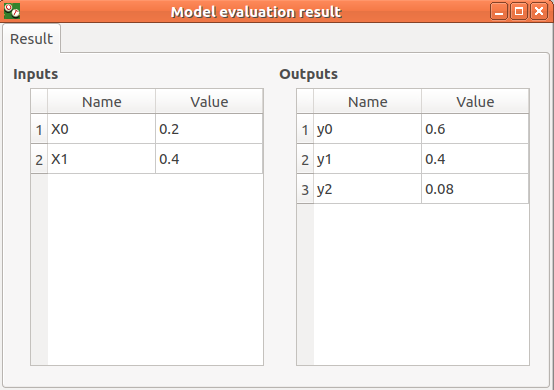 Model evaluation result
Result
Inputs
Name Value
1 X0 0.2
2 X1 0.4
Outputs
Name Value
1 y0 0.6
2 y1 0.4
3 y2 0.08